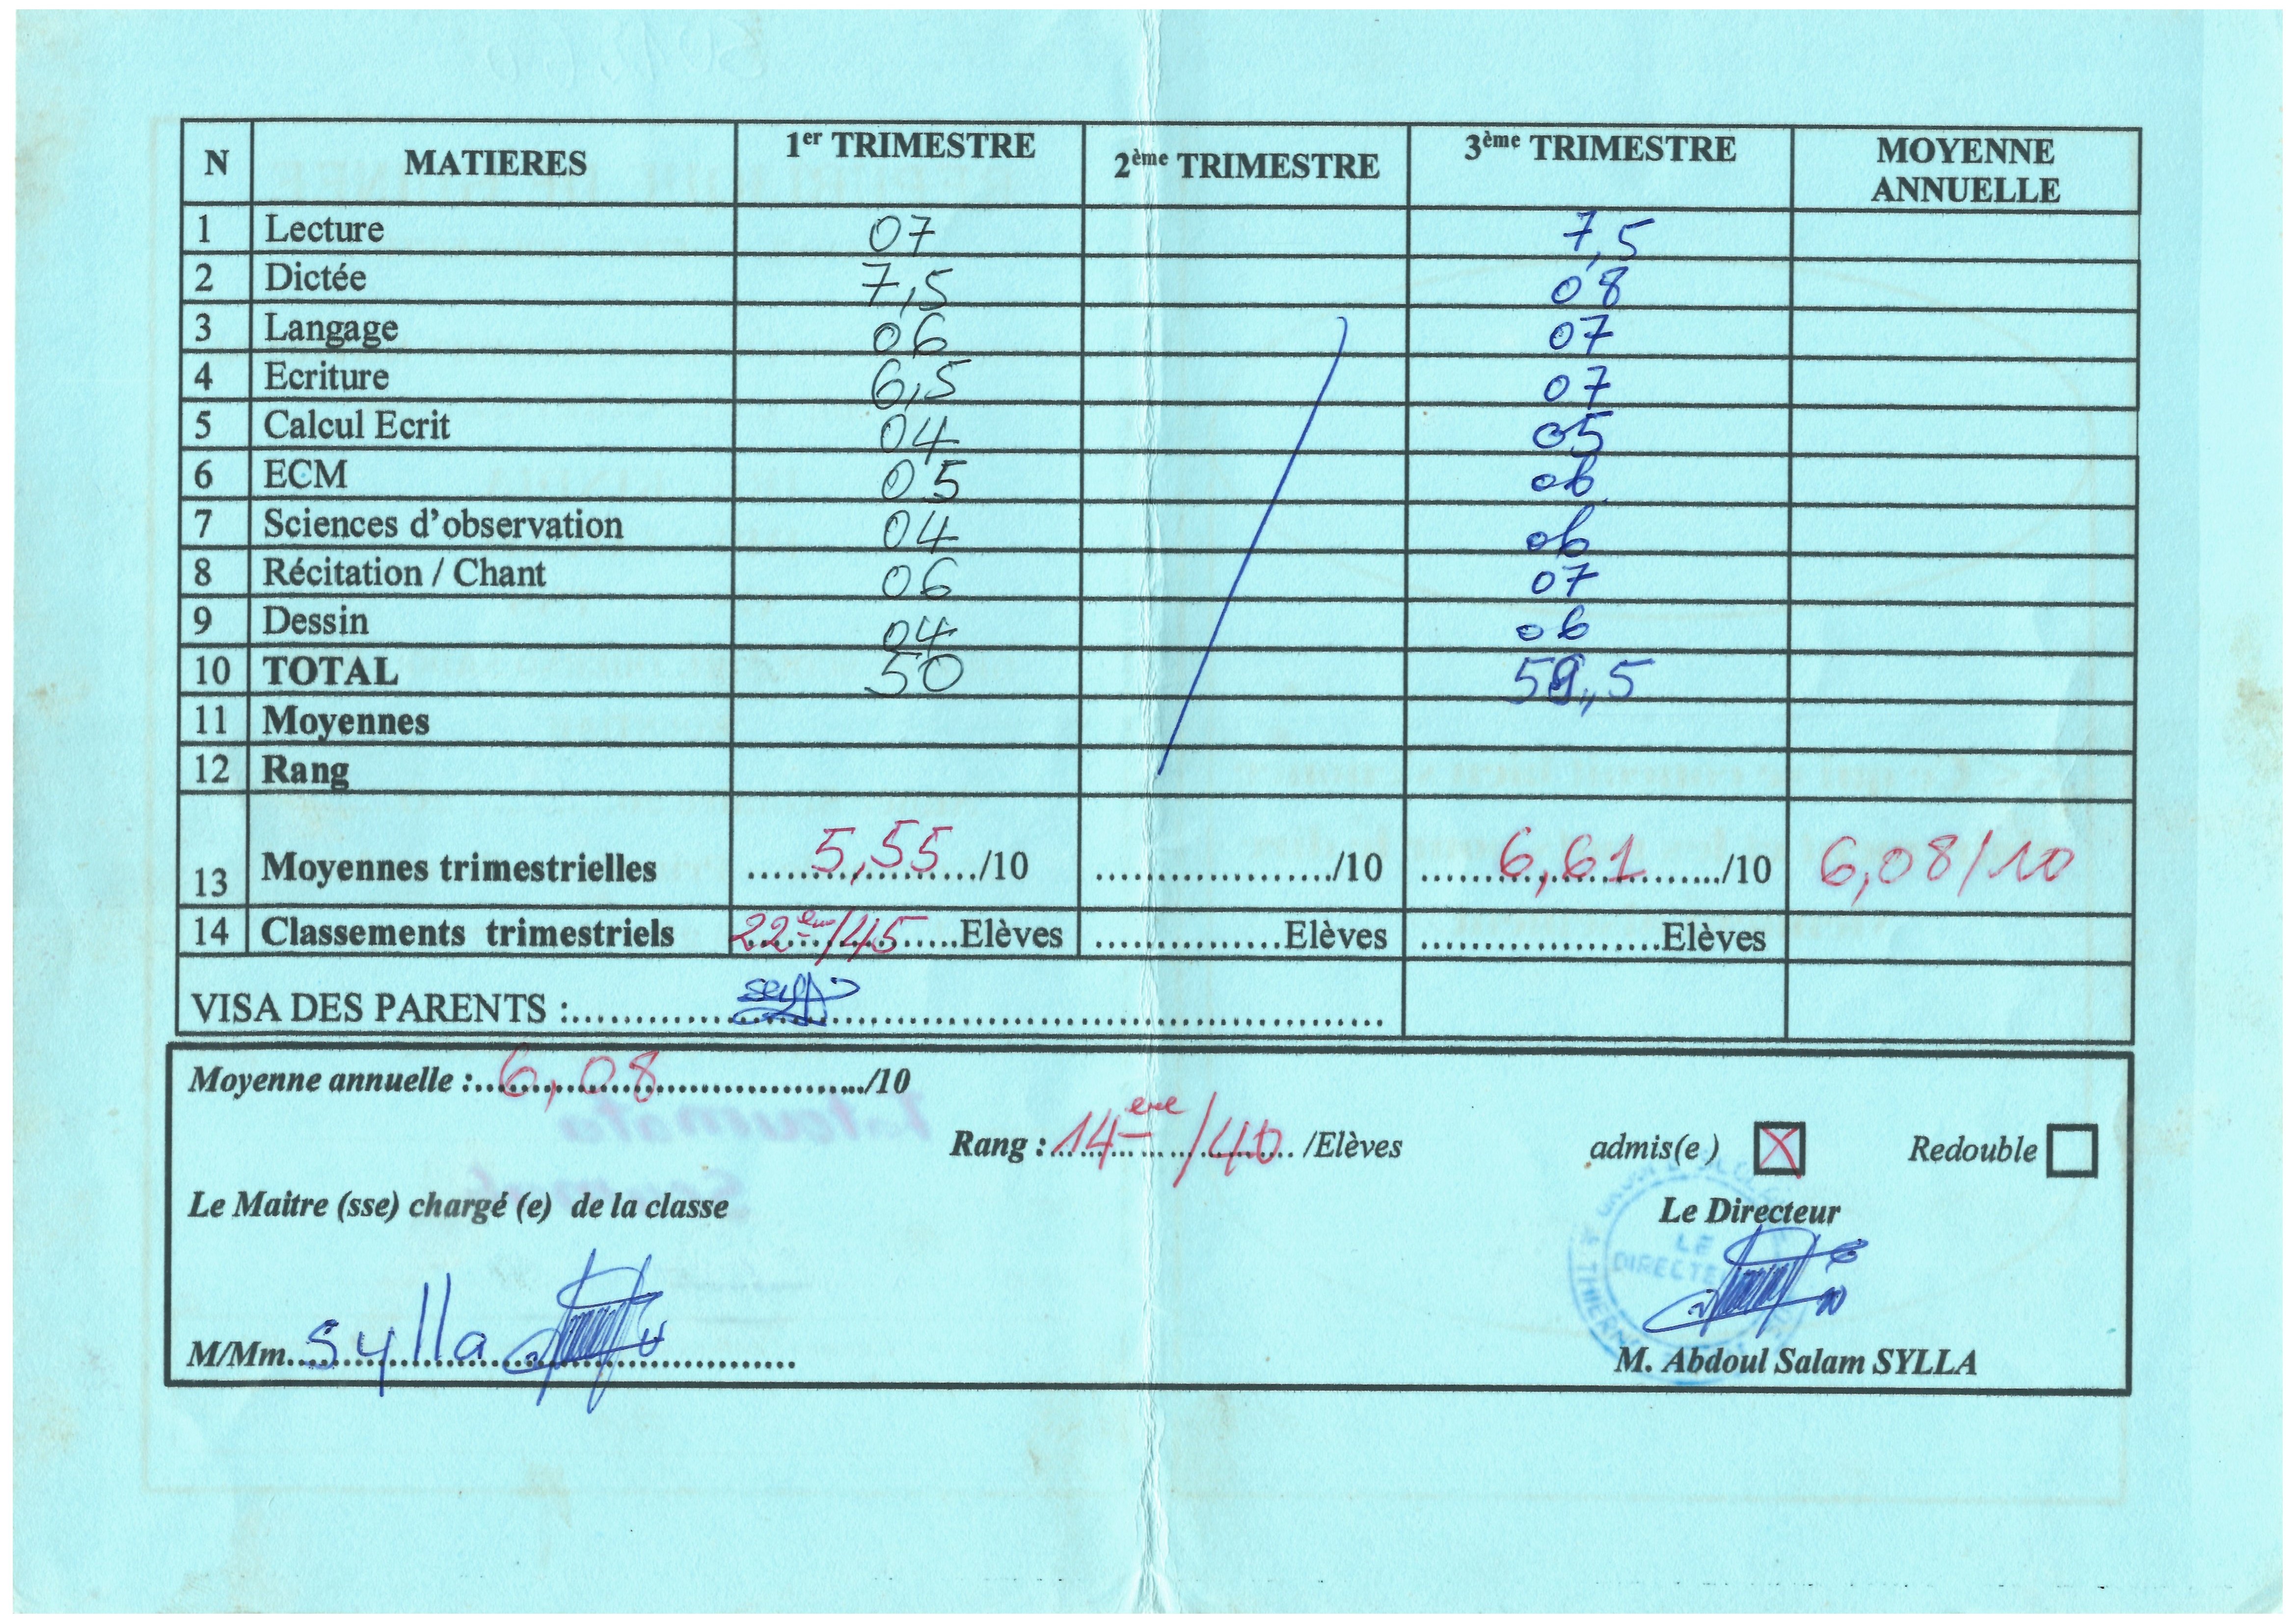 N MATIERES 1er TRIMESTRE 2ème TRIMESTRE 3ème TRIMESTRE MOYENNE ANNUELLE
1 Lecture 07 7,5
2 Dictée 7,5 08
3 Langage 06 07
4 Ecriture 6,5 07
5 Calcul Ecrit 04 05
6 ECM 05 06
7 Sciences d'observation 04 06
8 Récitation / Chant 06 07
9 Dessin 04 06
10 TOTAL 50 59,5
11 Moyennes
12 Rang
13 Moyennes trimestrielles 5,55/10 ..................../10 6,61/10 6,08/10
14 Classements trimestriels 22ème/45 Elèves ................Elèves ....................Elèves
VISA DES PARENTS :
Moyenne annuelle : 6,08/10
Rang : 14ème/40 /Elèves admis(e) X Redouble
Le Maitre (sse) chargé (e) de la classe Le Directeur
LE DIRECTEUR
M/Mm. Sylla M. Abdoul Salam SYLLA